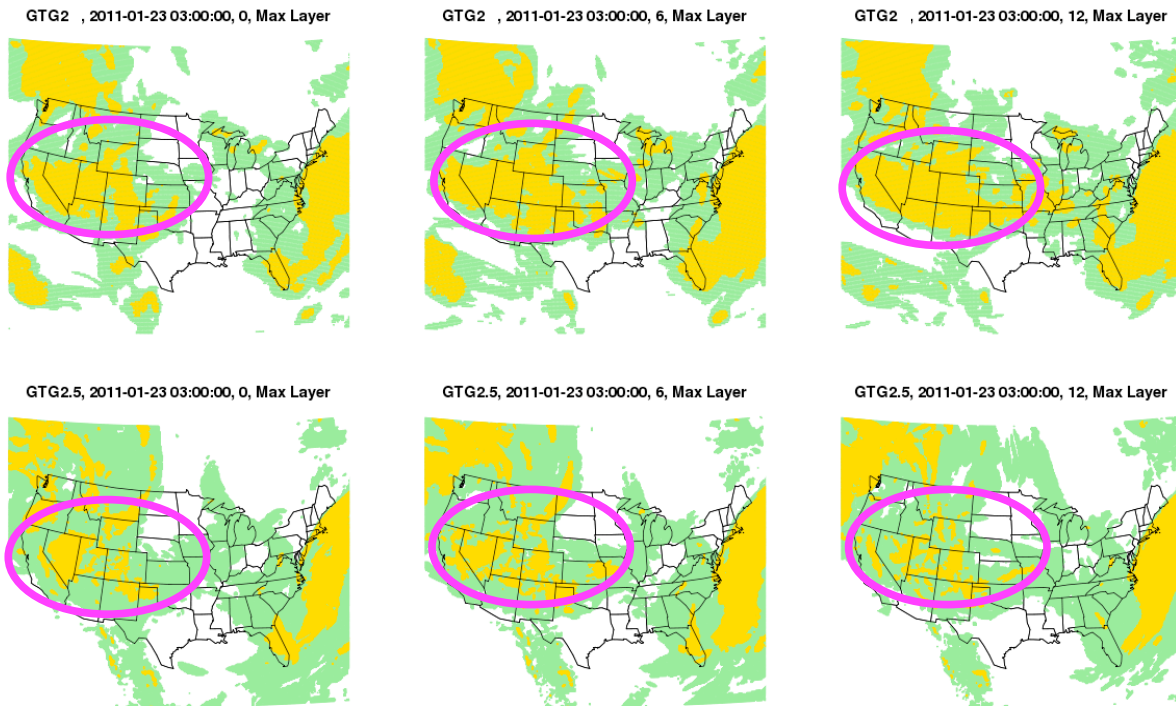 GTG2 , 2011-01-23 03:00:00, 0, Max Layer
GTG2 , 2011-01-23 03:00:00, 6, Max Layer
GTG2 , 2011-01-23 03:00:00, 12, Max Layer
GTG2.5, 2011-01-23 03:00:00, 0, Max Layer
GTG2.5, 2011-01-23 03:00:00, 6, Max Layer
GTG2.5, 2011-01-23 03:00:00, 12, Max Layer